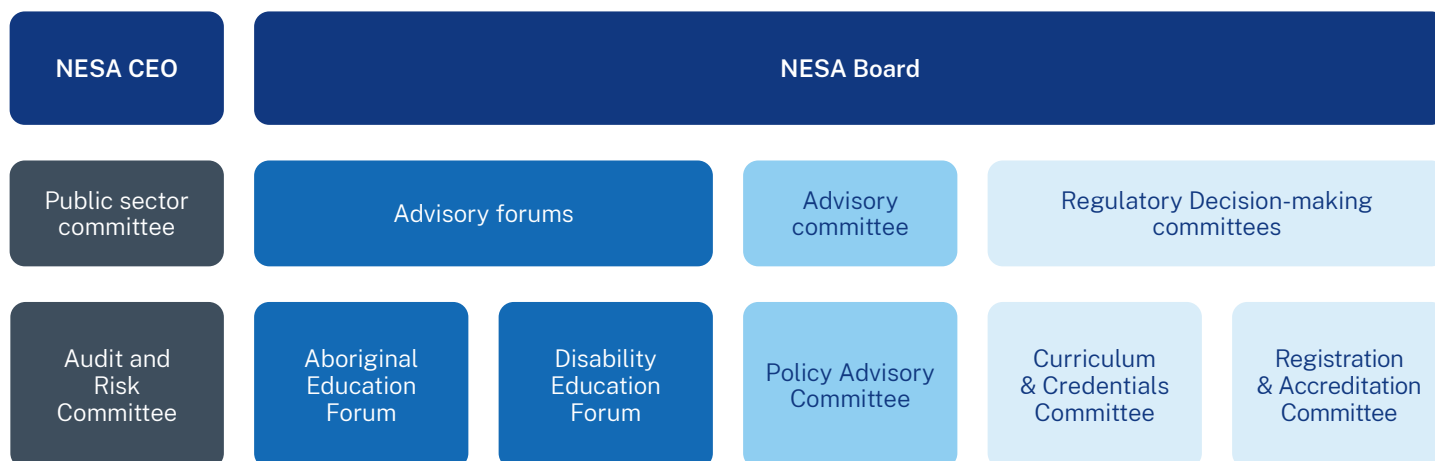 NESA CEO
NESA Board
Public sector
committee
Advisory forums
Advisory
committee
Regulatory Decision-making
committees
Audit and
Risk
Committee
Aboriginal
Education
Forum
Disability
Education
Forum
Policy Advisory
Committee
Curriculum
& Credentials
Committee
Registration
& Accreditation
Committee